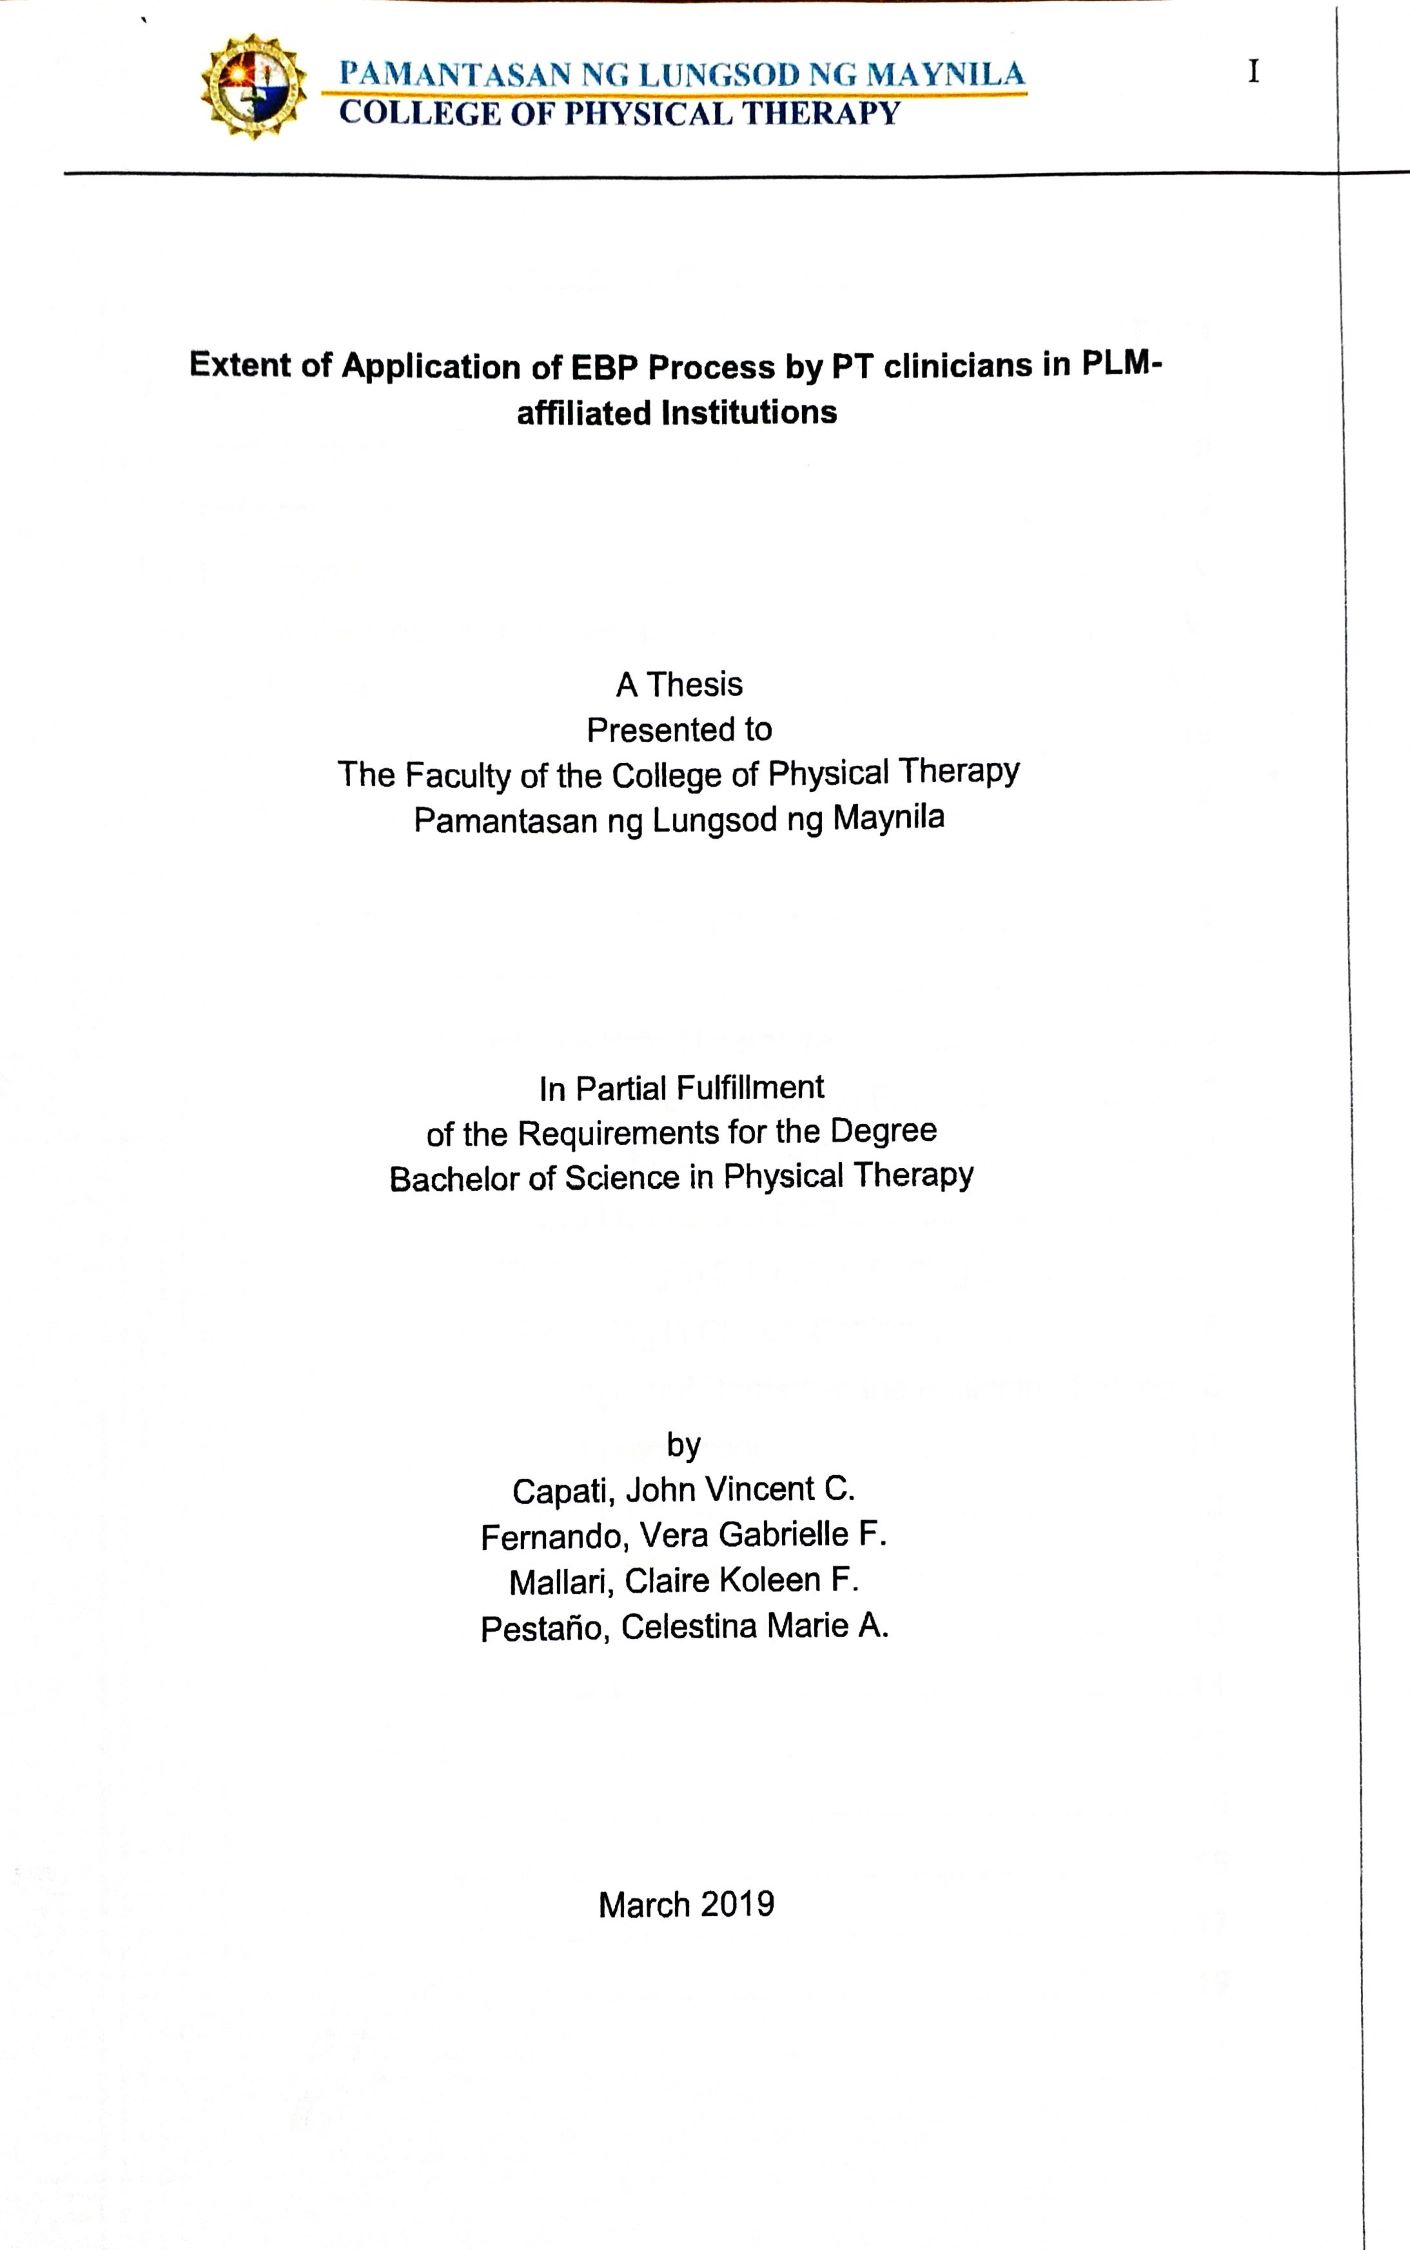 PAMANTASAN NG LUNGSOD NG MAYNILA
I
COLLEGE OF PHYSICAL THERAPY
Extent of Application of EBP Process by PT clinicians in PLM-
affiliated Institutions
A Thesis
Presented to
The Faculty of the College of Physical Therapy
Pamantasan ng Lungsod ng Maynila
In Partial Fulfillment
of the Requirements for the Degree
Bachelor of Science in Physical Therapy
by
Capati, John Vincent C.
Fernando, Vera Gabrielle F.
Mallari, Claire Koleen F.
Pestaño, Celestina Marie A.
March 2019